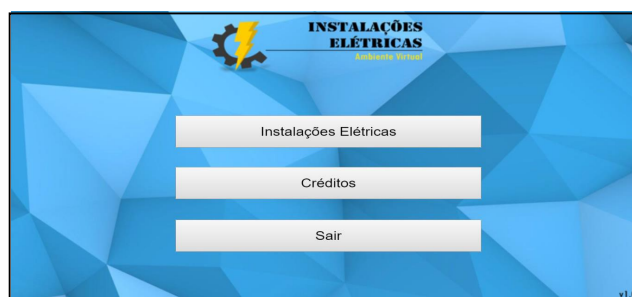 INSTALAÇÕES
ELÉTRICAS
Ambiente Virtual
Instalações Elétricas
Créditos
Sair